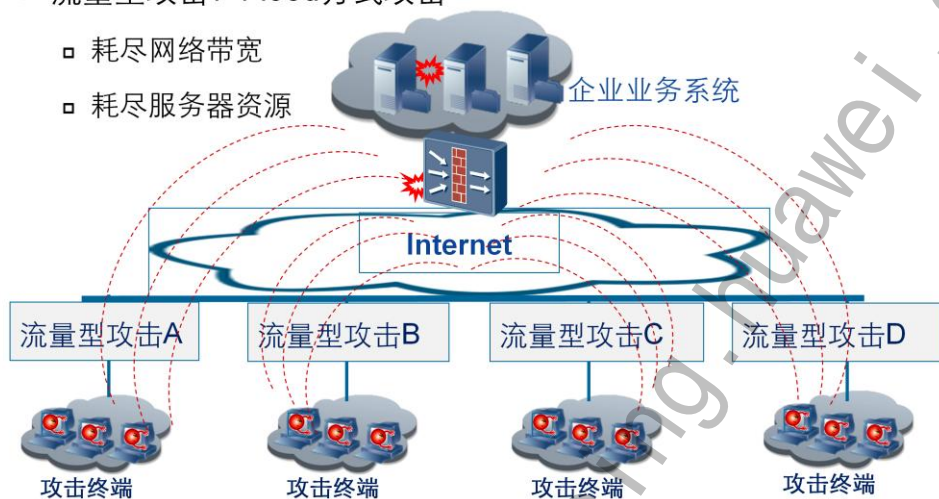 耗尽网络带宽
耗尽服务器资源
企业业务系统
Internet
流量型攻击A
流量型攻击B
流量型攻击C
流量型攻击D
攻击终端
攻击终端
攻击终端
攻击终端
ng.huawei.